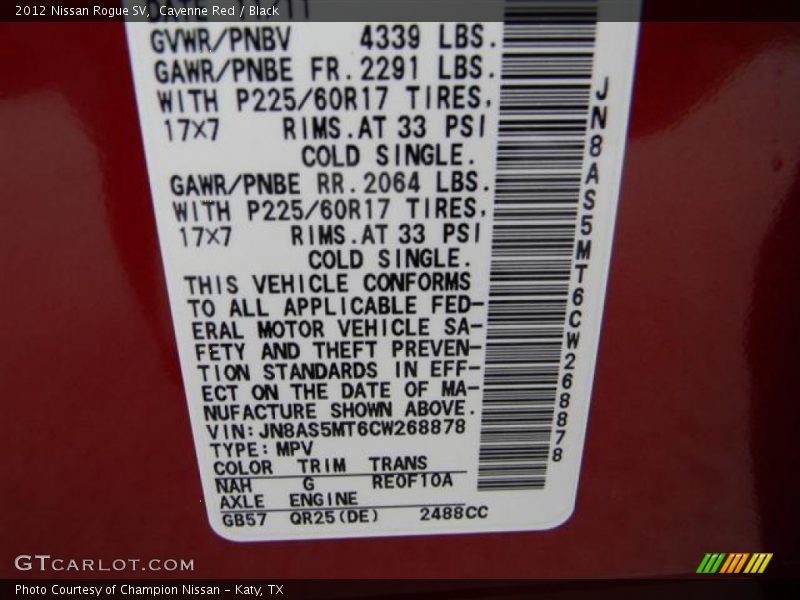 2012 Nissan Rogue SV, Cayenne Red / Black
GVWR/PNBV 4339 LBS.
GAWR/PNBE FR. 2291 LBS.
WITH P225/60R17 TIRES,
17X7 RIMS. AT 33 PSI
COLD SINGLE.
GAWR/PNBE RR. 2064 LBS.
WITH P225/60R17 TIRES,
17X7 RIMS. AT 33 PSI
COLD SINGLE.
THIS VEHICLE CONFORMS
TO ALL APPLICABLE FED-
ERAL MOTOR VEHICLE SA-
FETY AND THEFT PREVEN-
TION STANDARDS IN EFF-
ECT ON THE DATE OF MA-
NUFACTURE SHOWN ABOVE.
VIN: JN8AS5MT6CW268878
TYPE: MPV
COLOR TRIM TRANS
NAH G RE0F10A
AXLE ENGINE
GB57 QR25(DE) 2488CC
JN8AS5MT6CW268878
GTCARLOT.COM
Photo Courtesy of Champion Nissan - Katy, TX